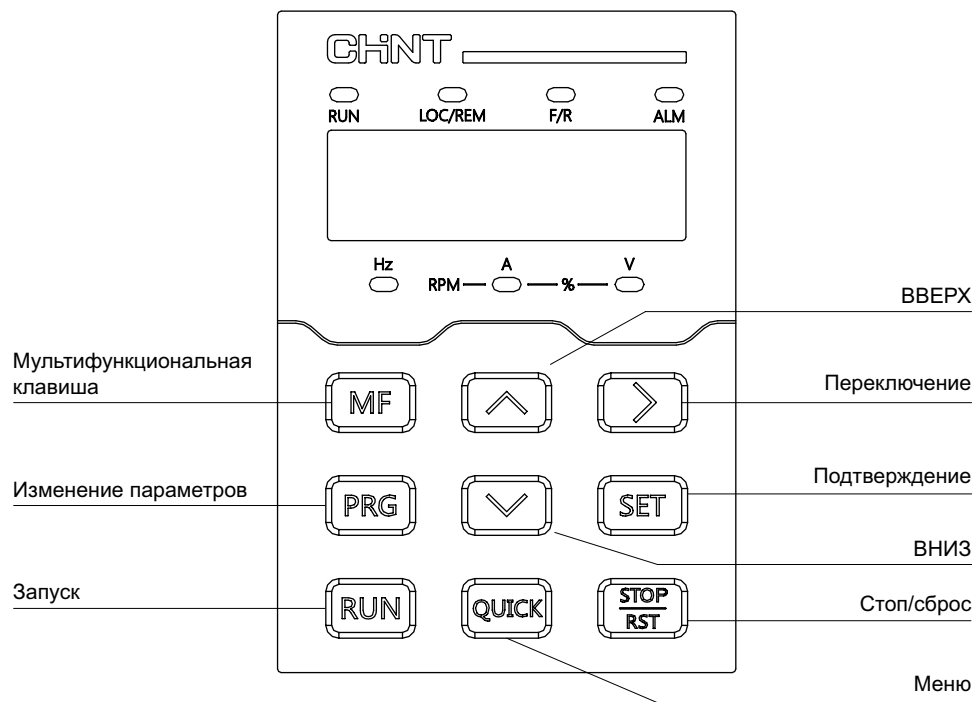 CHINT
RUN LOC/REM F/R ALM
Hz RPM A % V
ВВЕРХ
Мультифункциональная
клавиша
MF
Переключение
Изменение параметров
PRG
SET
Подтверждение
ВНИЗ
Запуск
RUN
QUICK
STOP
RST
Стоп/сброс
Меню